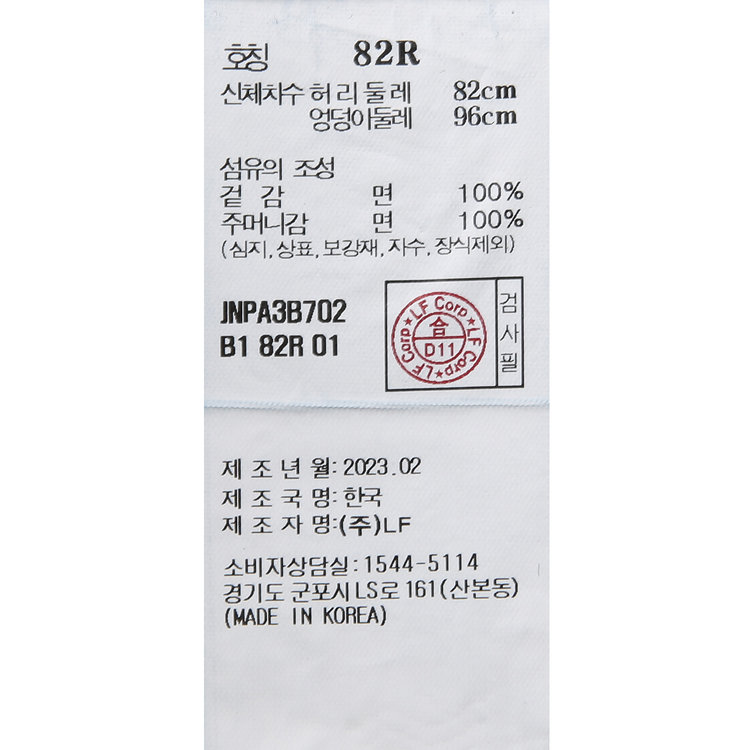 호칭 82R
신체치수 허리둘레 82cm
엉덩이둘레 96cm
섬유의 조성
겉감 면 100%
주머니감 면 100%
(심지,상표,보강재,자수,장식제외)
JNPA3B702
B1 82R 01
LF Corp★LF Corp★LF Corp★
合
D11
검사필
제조년월:2023.02
제조국명:한국
제조자명:(주)LF
소비자상담실:1544-5114
경기도 군포시 LS로 161(산본동)
(MADE IN KOREA)